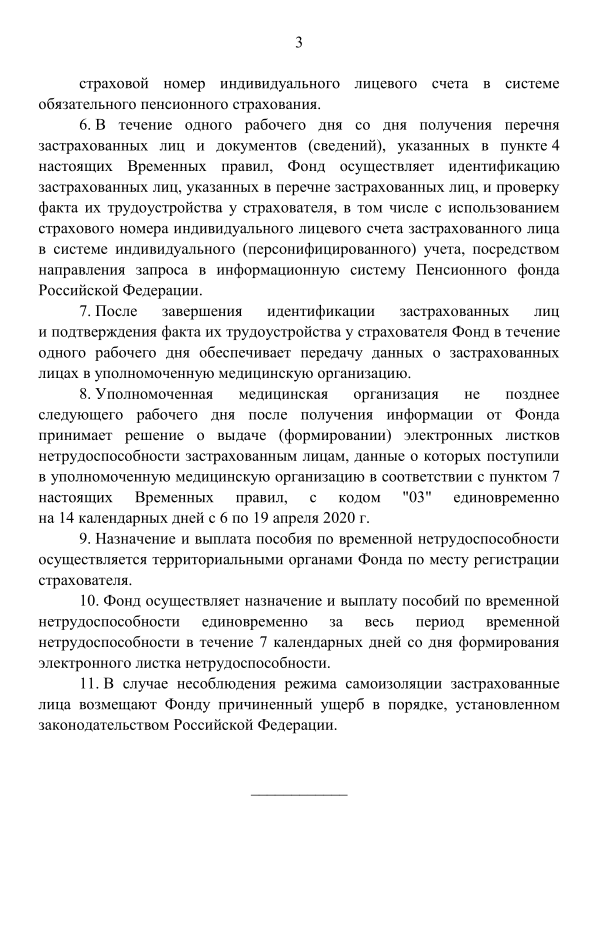 3
страховой номер индивидуального лицевого счета в системе
обязательного пенсионного страхования.
6. В течение одного рабочего дня со дня получения перечня
застрахованных лиц и документов (сведений), указанных в пункте 4
настоящих Временных правил, Фонд осуществляет идентификацию
застрахованных лиц, указанных в перечне застрахованных лиц, и проверку
факта их трудоустройства у страхователя, в том числе с использованием
страхового номера индивидуального лицевого счета застрахованного лица
в системе индивидуального (персонифицированного) учета, посредством
направления запроса в информационную систему Пенсионного фонда
Российской Федерации.
7. После завершения идентификации застрахованных лиц
и подтверждения факта их трудоустройства у страхователя Фонд в течение
одного рабочего дня обеспечивает передачу данных о застрахованных
лицах в уполномоченную медицинскую организацию.
8. Уполномоченная медицинская организация не позднее
следующего рабочего дня после получения информации от Фонда
принимает решение о выдаче (формировании) электронных листков
нетрудоспособности застрахованным лицам, данные о которых поступили
в уполномоченную медицинскую организацию в соответствии с пунктом 7
настоящих Временных правил, с кодом "03" единовременно
на 14 календарных дней с 6 по 19 апреля 2020 г.
9. Назначение и выплата пособия по временной нетрудоспособности
осуществляется территориальными органами Фонда по месту регистрации
страхователя.
10. Фонд осуществляет назначение и выплату пособий по временной
нетрудоспособности единовременно за весь период временной
нетрудоспособности в течение 7 календарных дней со дня формирования
электронного листка нетрудоспособности.
11. В случае несоблюдения режима самоизоляции застрахованные
лица возмещают Фонду причиненный ущерб в порядке, установленном
законодательством Российской Федерации.
____________